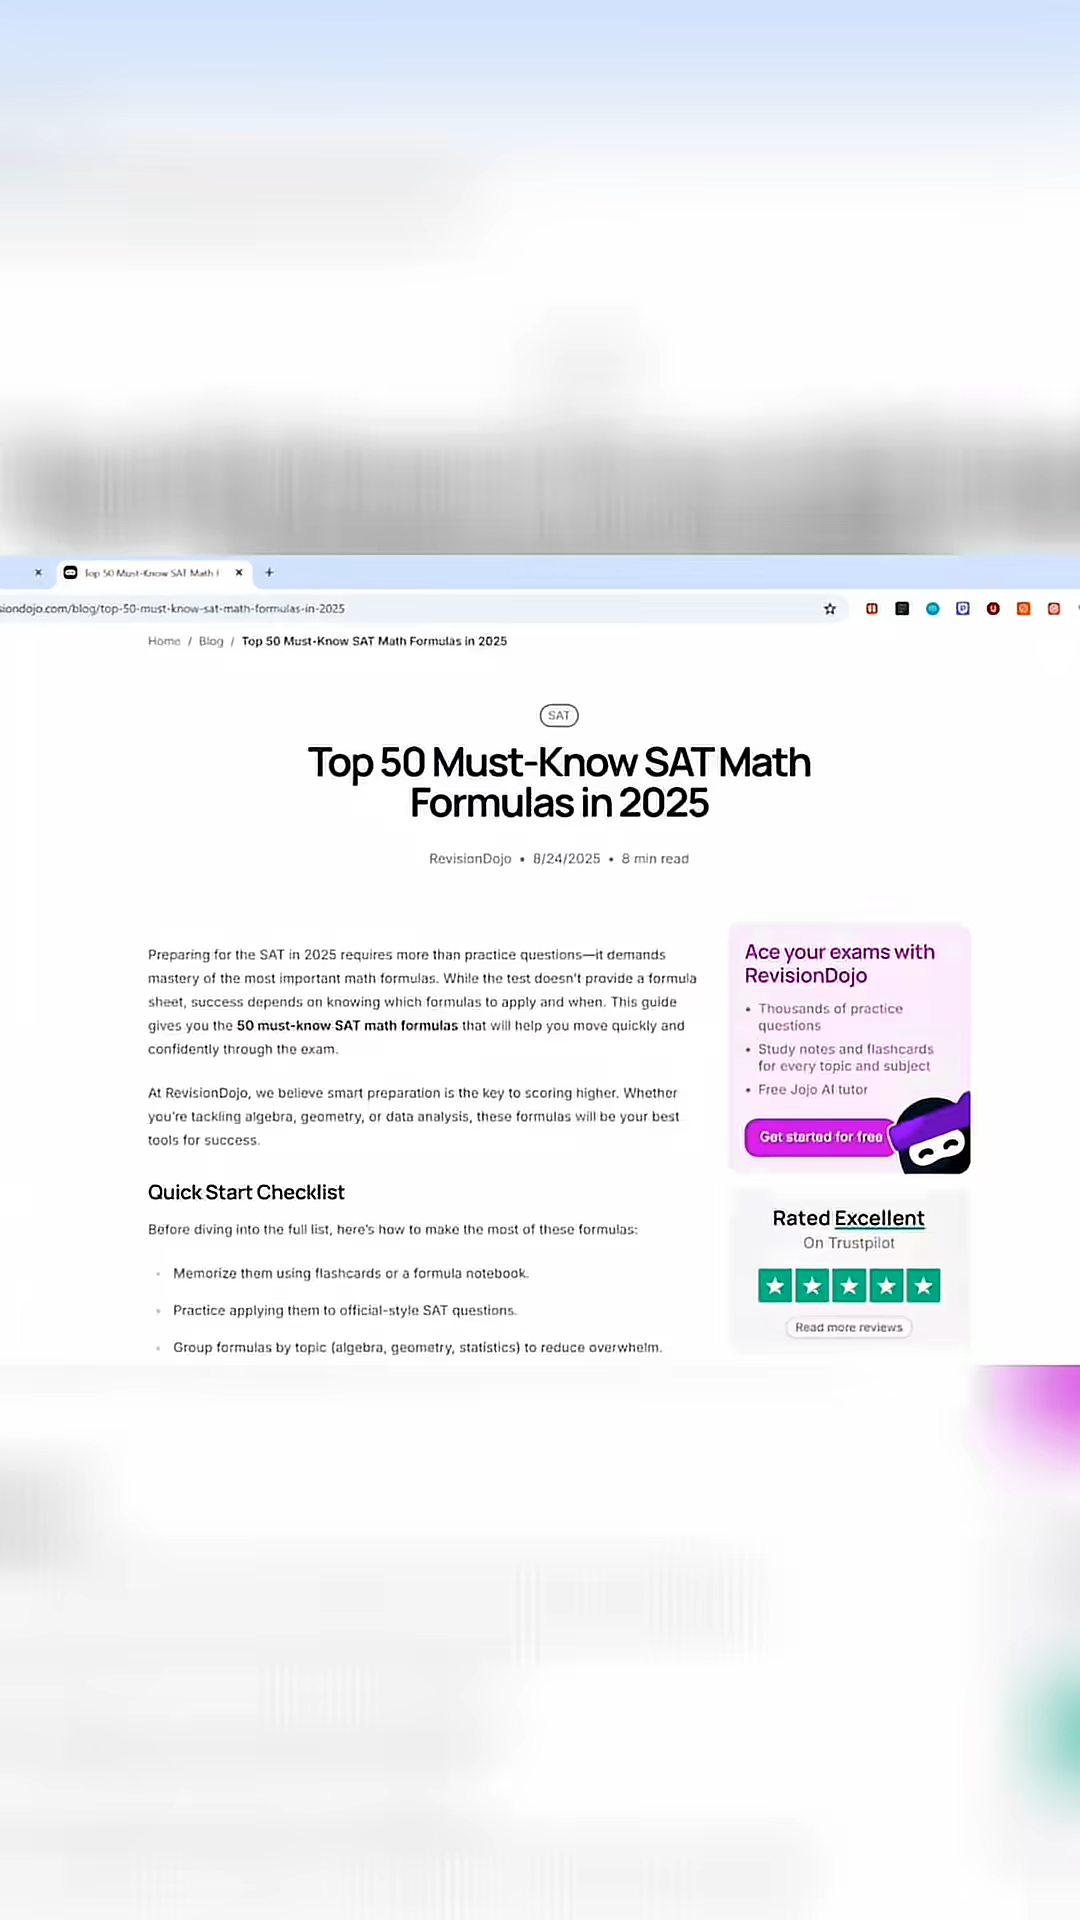 Top 50 Must-Know SAT Math
siondojo.com/blog/top-50-must-know-sat-math-formulas-in-2025
Home / Blog / Top 50 Must-Know SAT Math Formulas in 2025
SAT
Top 50 Must-Know SAT Math
Formulas in 2025
RevisionDojo • 8/24/2025 • 8 min read
Preparing for the SAT in 2025 requires more than practice questions—it demands
mastery of the most important math formulas. While the test doesn't provide a formula
sheet, success depends on knowing which formulas to apply and when. This guide
gives you the 50 must-know SAT math formulas that will help you move quickly and
confidently through the exam.
At RevisionDojo, we believe smart preparation is the key to scoring higher. Whether
you're tackling algebra, geometry, or data analysis, these formulas will be your best
tools for success.
Quick Start Checklist
Before diving into the full list, here's how to make the most of these formulas:
• Memorize them using flashcards or a formula notebook.
• Practice applying them to official-style SAT questions.
• Group formulas by topic (algebra, geometry, statistics) to reduce overwhelm.
Ace your exams with
RevisionDojo
• Thousands of practice
questions
• Study notes and flashcards
for every topic and subject
• Free Jojo AI tutor
Get started for free
Rated Excellent
On Trustpilot
Read more reviews